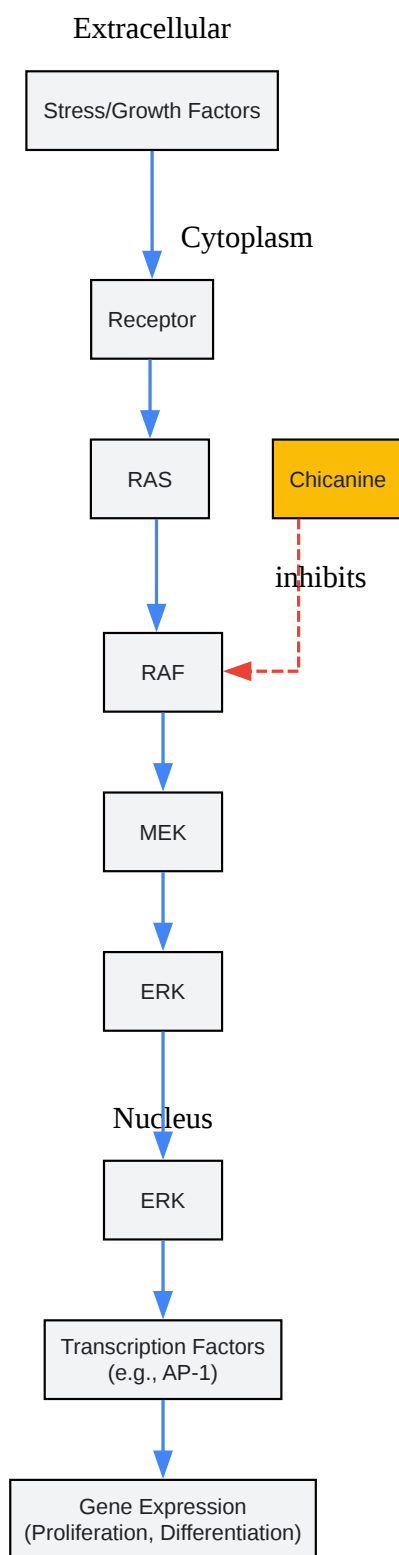 Extracellular
Stress/Growth Factors
Cytoplasm
Receptor
RAS
Chicanine
inhibits
RAF
MEK
ERK
Nucleus
ERK
Transcription Factors
(e.g., AP-1)
Gene Expression
(Proliferation, Differentiation)